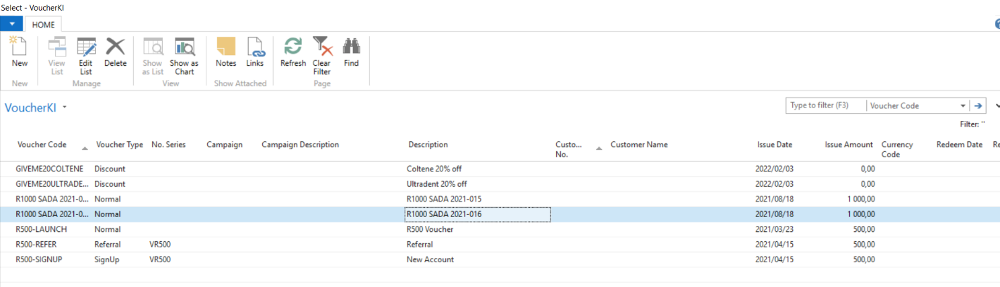 Select - VoucherKI
HOME
New
View List
Edit List
Delete
Show as List
Show as Chart
Notes
Links
Refresh
Clear Filter
Find
New
Manage
View
Show Attached
Page
VoucherKI
Type to filter (F3) Voucher Code
Filter: ''
Voucher Code Voucher Type No. Series Campaign Campaign Description Description Custo... No. Customer Name Issue Date Issue Amount Currency Code Redeem Date Re
GIVEME20COLTENE Discount Coltene 20% off 2022/02/03 0,00
GIVEME20ULTRADE... Discount Ultradent 20% off 2022/02/03 0,00
R1000 SADA 2021-0... Normal R1000 SADA 2021-015 2021/08/18 1 000,00
R1000 SADA 2021-0... Normal R1000 SADA 2021-016 2021/08/18 1 000,00
R500-LAUNCH Normal R500 Voucher 2021/03/23 500,00
R500-REFER Referral VR500 Referral 2021/04/15 500,00
R500-SIGNUP SignUp VR500 New Account 2021/04/15 500,00